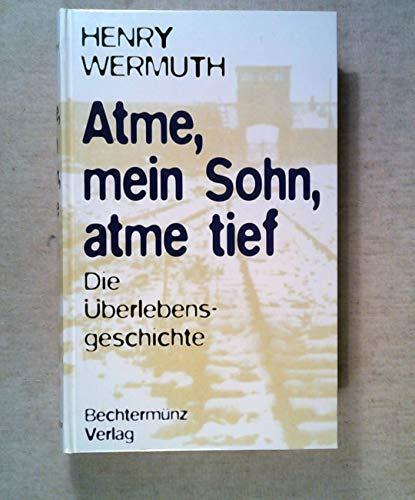 HENRY
WERMUTH
Atme,
mein Sohn,
atme tief
Die
Überlebens-
geschichte
Bechtermünz
Verlag